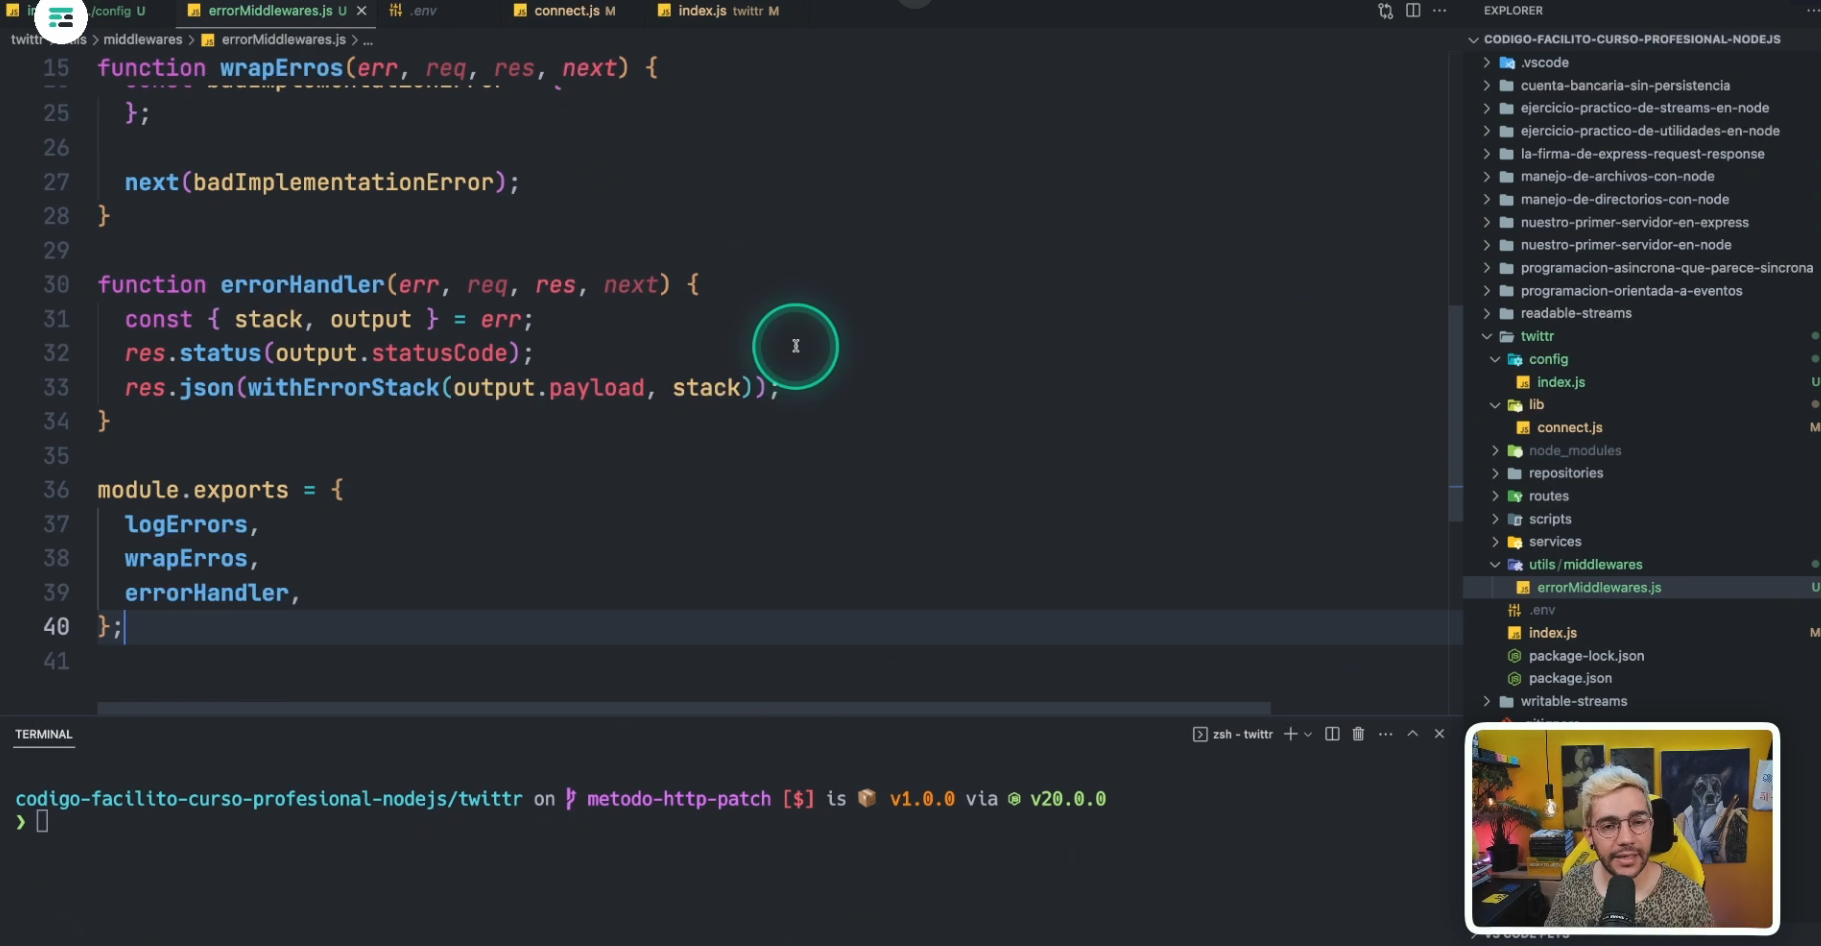 /config U
errorMiddlewares.js U
.env
connect.js M
index.js twittr M
EXPLORER
twittr
middlewares > errorMiddlewares.js > ...
CODIGO-FACILITO-CURSO-PROFESIONAL-NODEJS
15 function wrapErros(err, req, res, next) {
25 };
26
27 next(badImplementationError);
28 }
29
30 function errorHandler(err, req, res, next) {
31 const { stack, output } = err;
32 res.status(output.statusCode);
33 res.json(withErrorStack(output.payload, stack));
34 }
35
36 module.exports = {
37 logErrors,
38 wrapErros,
39 errorHandler,
40 };
41
.vscode
cuenta-bancaria-sin-persistencia
ejercicio-practico-de-streams-en-node
ejercicio-practico-de-utilidades-en-node
la-firma-de-express-request-response
manejo-de-archivos-con-node
manejo-de-directorios-con-node
nuestro-primer-servidor-en-express
nuestro-primer-servidor-en-node
programacion-asincrona-que-parece-sincrona
programacion-orientada-a-eventos
readable-streams
twittr
config
index.js U
lib
connect.js M
node_modules
repositories
routes
scripts
services
utils/middlewares
errorMiddlewares.js U
.env
index.js M
package-lock.json
package.json
writable-streams
TERMINAL
zsh - twittr
codigo-facilito-curso-profesional-nodejs/twittr on metodo-http-patch [$] is v1.0.0 via v20.0.0
❯